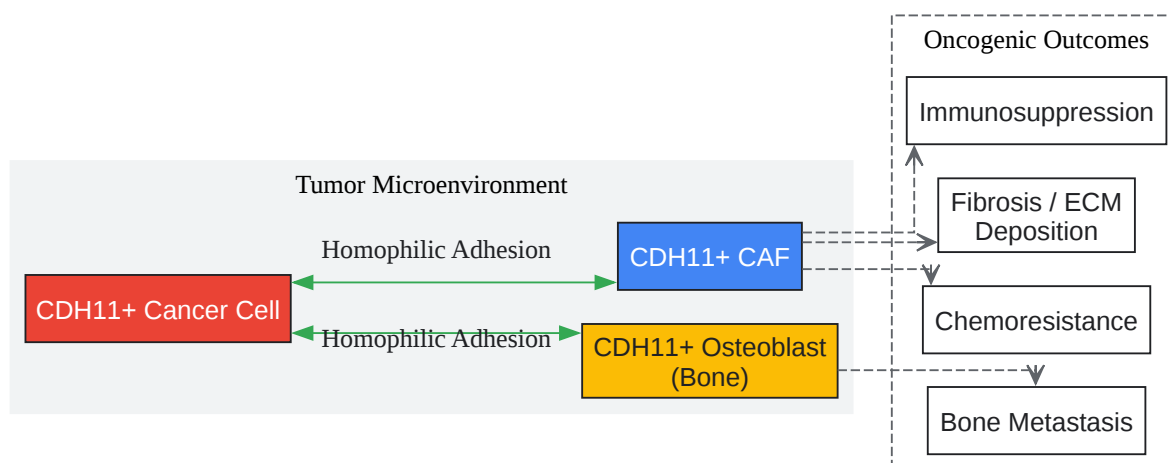 Oncogenic Outcomes
Immunosuppression
Tumor Microenvironment
Fibrosis / ECM
Deposition
Homophilic Adhesion
CDH11+ CAF
CDH11+ Cancer Cell
Chemoresistance
Homophilic Adhesion
CDH11+ Osteoblast
(Bone)
Bone Metastasis